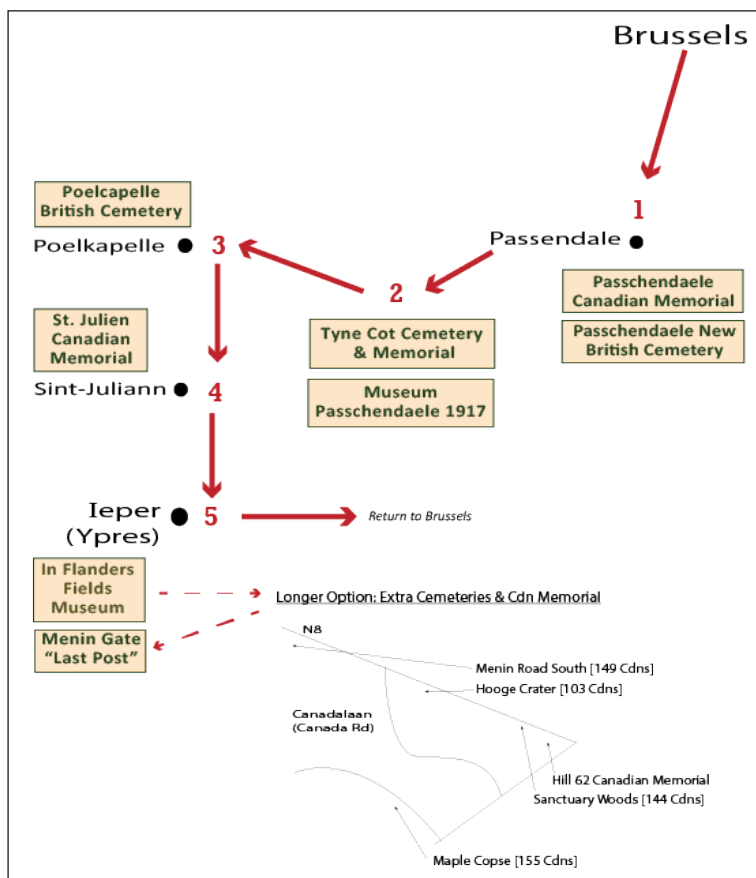 Brussels
1
Passendale
Passchendaele
Canadian Memorial
Passchendaele New
British Cemetery
2
Tyne Cot Cemetery
& Memorial
Museum
Passchendaele 1917
Poelcapelle
British Cemetery
Poelkapelle
3
St. Julien
Canadian
Memorial
Sint-Juliann
4
Ieper
(Ypres)
5
Return to Brussels
In Flanders
Fields
Museum
Menin Gate
“Last Post”
Longer Option: Extra Cemeteries & Cdn Memorial
N8
Menin Road South [149 Cdns]
Hooge Crater [103 Cdns]
Canadalaan
(Canada Rd)
Hill 62 Canadian Memorial
Sanctuary Woods [144 Cdns]
Maple Copse [155 Cdns]